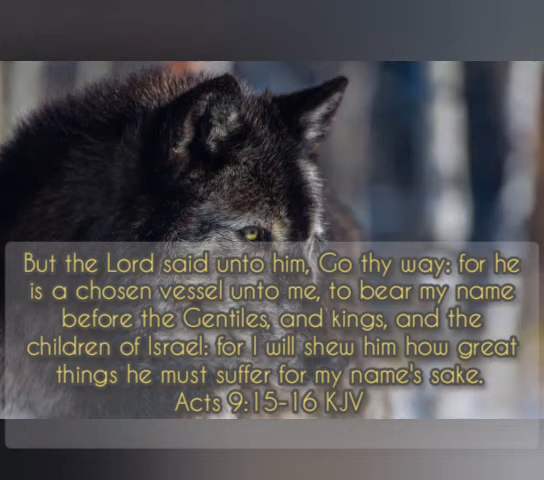 But the Lord said unto him, Go thy way: for he
is a chosen vessel unto me, to bear my name
before the Gentiles, and kings, and the
children of Israel: for I will shew him how great
things he must suffer for my name's sake.
Acts 9:15-16 KJV